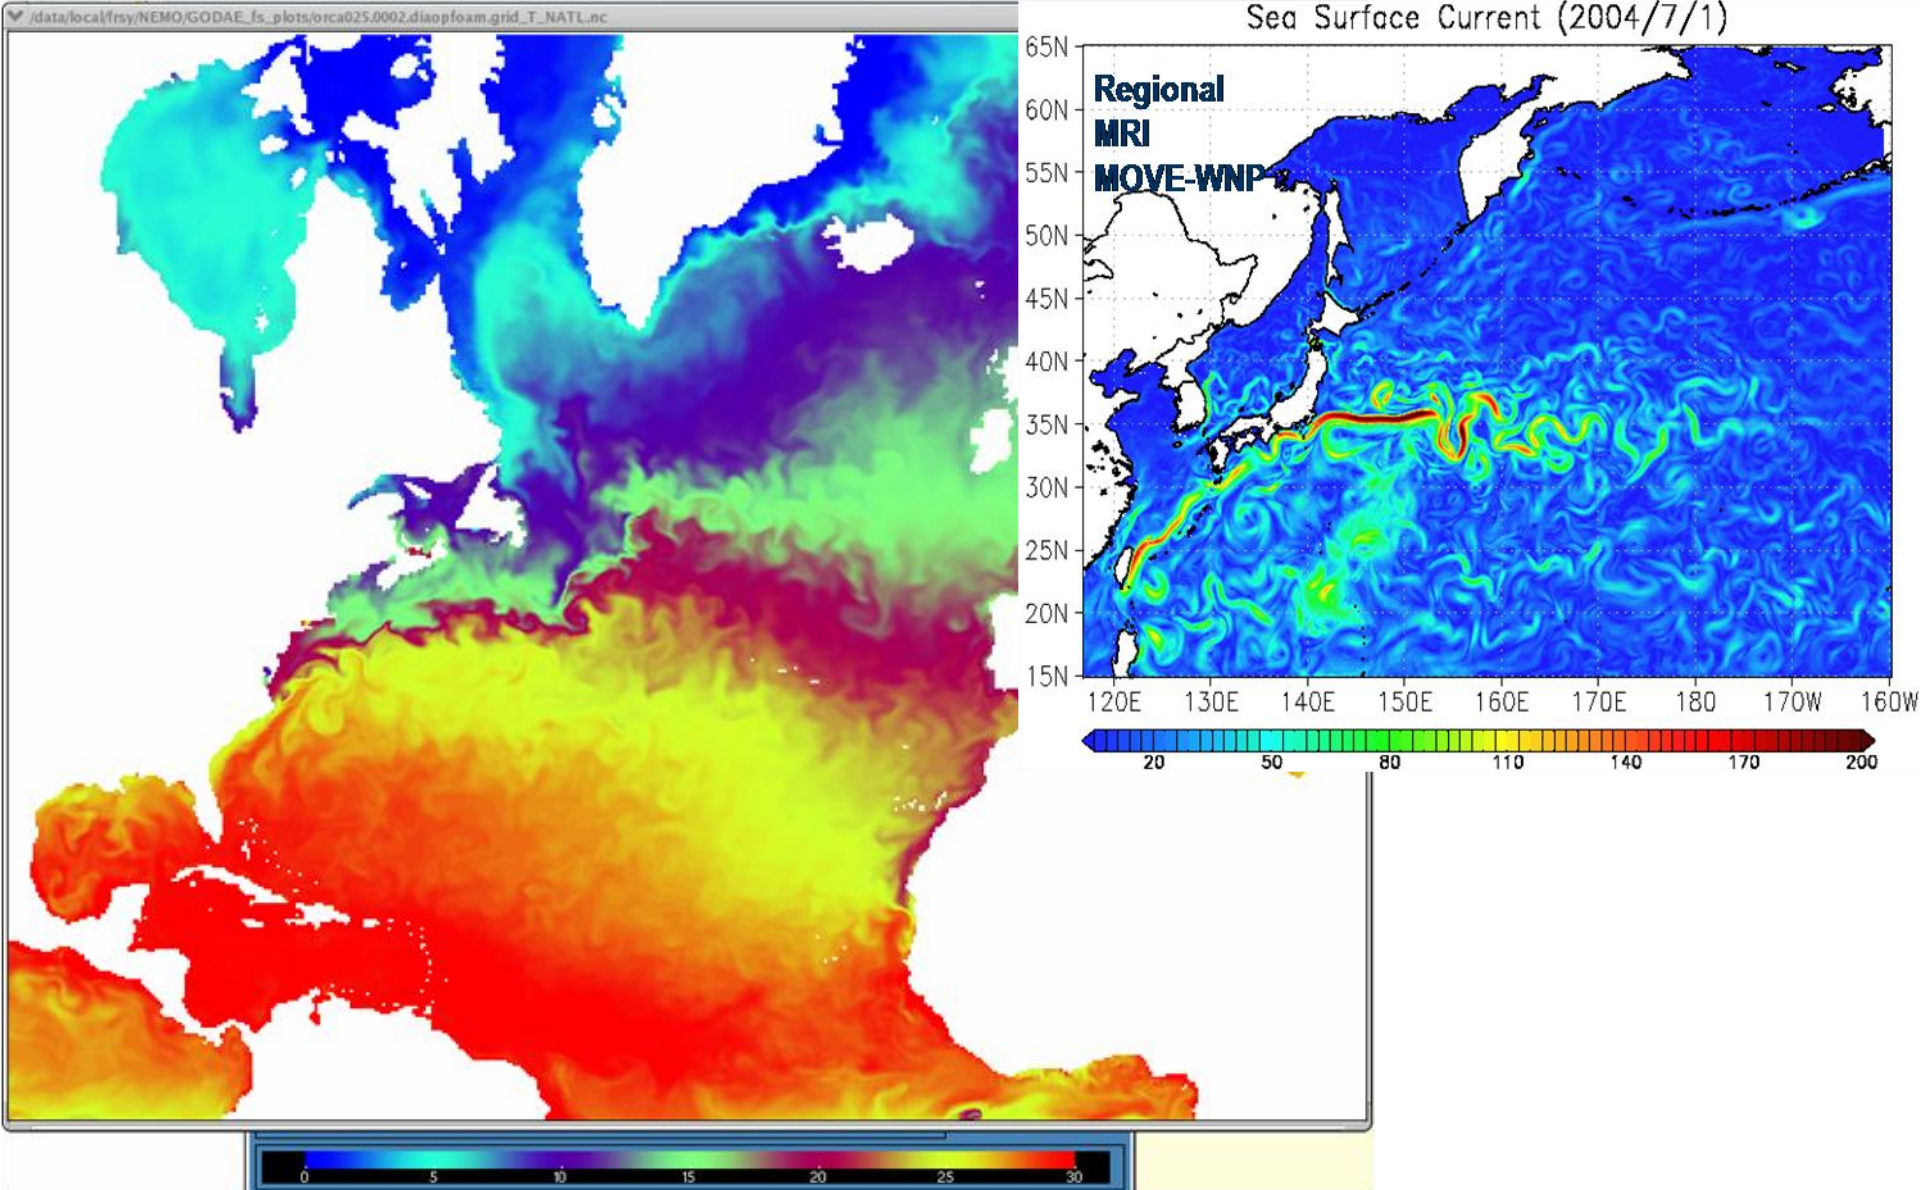 /data/local/frsy/NEMO/GODAE_fs_plots/orca025.0002.diaopfoam.grid_T_NATL.nc
Sea Surface Current (2004/7/1)
65N
60N
55N
50N
45N
40N
35N
30N
25N
20N
15N
Regional
MRI
MOVE-WNP
120E 130E 140E 150E 160E 170E 180 170W 160W
20 50 80 110 140 170 200
0 5 10 15 20 25 30